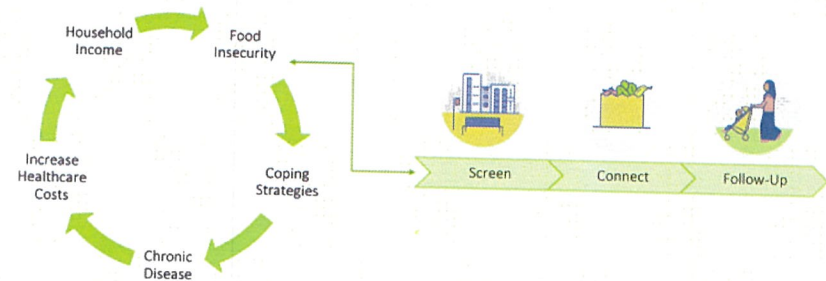 Household
Income
Food
Insecurity
Coping
Strategies
Chronic
Disease
Increase
Healthcare
Costs
Screen
Connect
Follow-Up